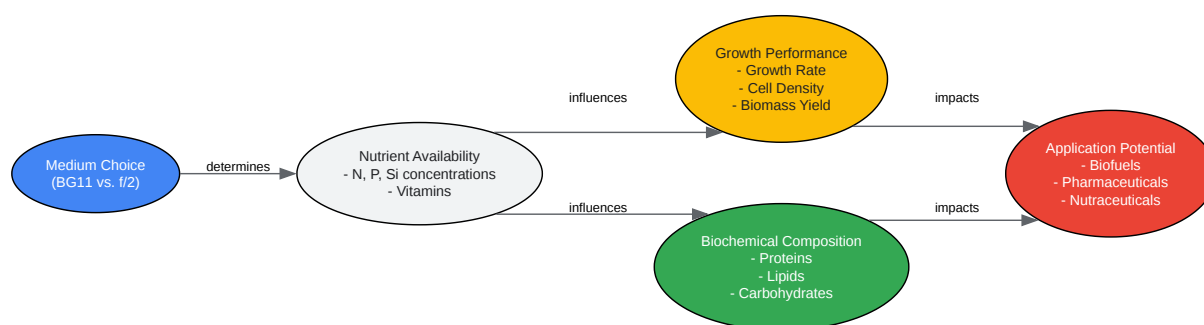 Medium Choice
(BG11 vs. f/2)
determines
Nutrient Availability
- N, P, Si concentrations
- Vitamins
influences
Growth Performance
- Growth Rate
- Cell Density
- Biomass Yield
impacts
influences
Biochemical Composition
- Proteins
- Lipids
- Carbohydrates
impacts
Application Potential
- Biofuels
- Pharmaceuticals
- Nutraceuticals